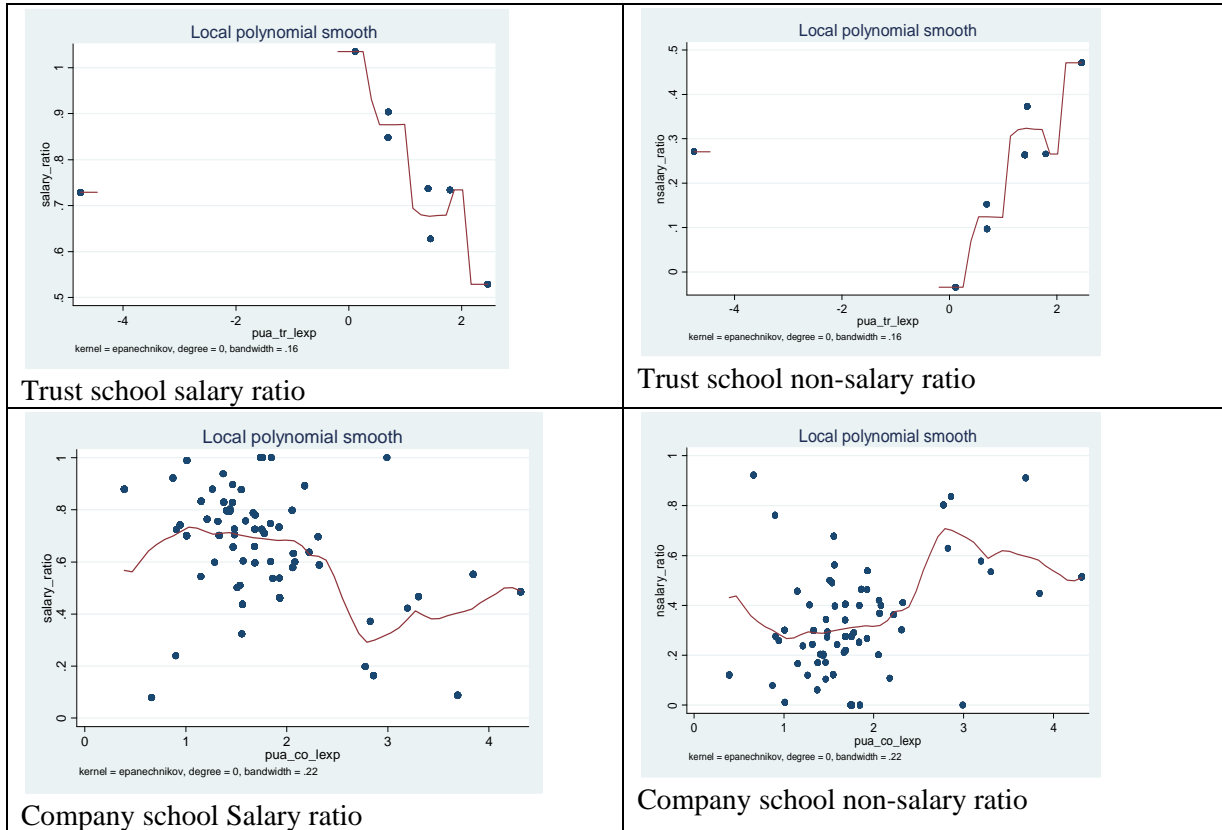 Local polynomial smooth
salary_ratio
1
.9
.8
.7
.6
.5
-4
-2
0
2
pua_tr_lexp
kernel = epanechnikov, degree = 0, bandwidth = .16
Trust school salary ratio
Local polynomial smooth
nsalary_ratio
.5
.4
.3
.2
.1
0
-4
-2
0
2
pua_tr_lexp
kernel = epanechnikov, degree = 0, bandwidth = .16
Trust school non-salary ratio
Local polynomial smooth
salary_ratio
1
.8
.6
.4
.2
0
0
1
2
3
4
pua_co_lexp
kernel = epanechnikov, degree = 0, bandwidth = .22
Company school Salary ratio
Local polynomial smooth
nsalary_ratio
1
.8
.6
.4
.2
0
0
1
2
3
4
pua_co_lexp
kernel = epanechnikov, degree = 0, bandwidth = .22
Company school non-salary ratio